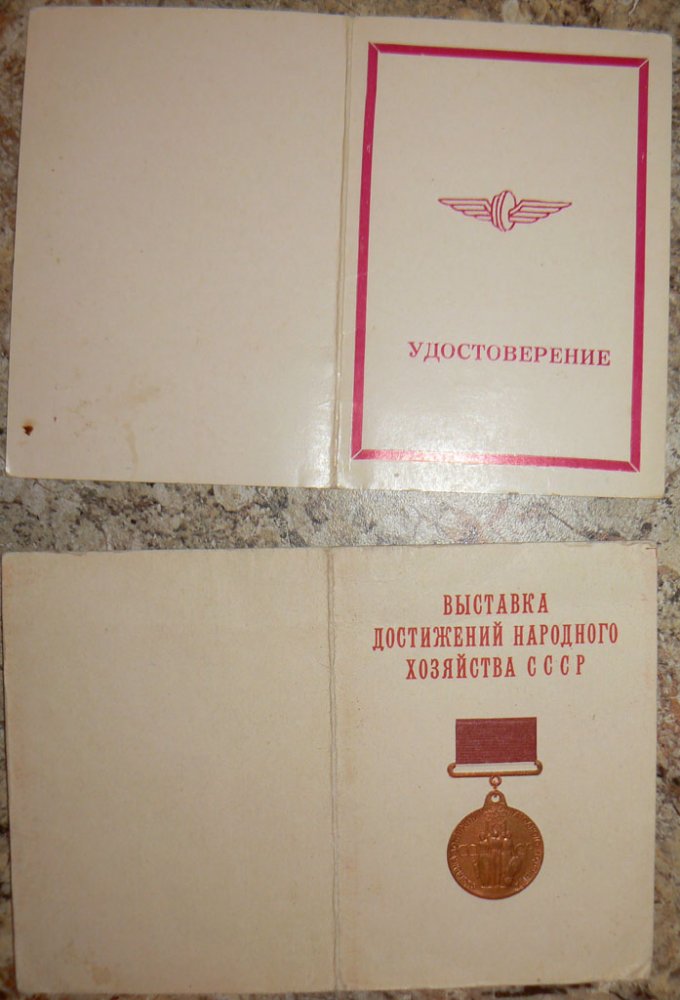 УДОСТОВЕРЕНИЕ
ВЫСТАВКА
ДОСТИЖЕНИЙ НАРОДНОГО
ХОЗЯЙСТВА СССР